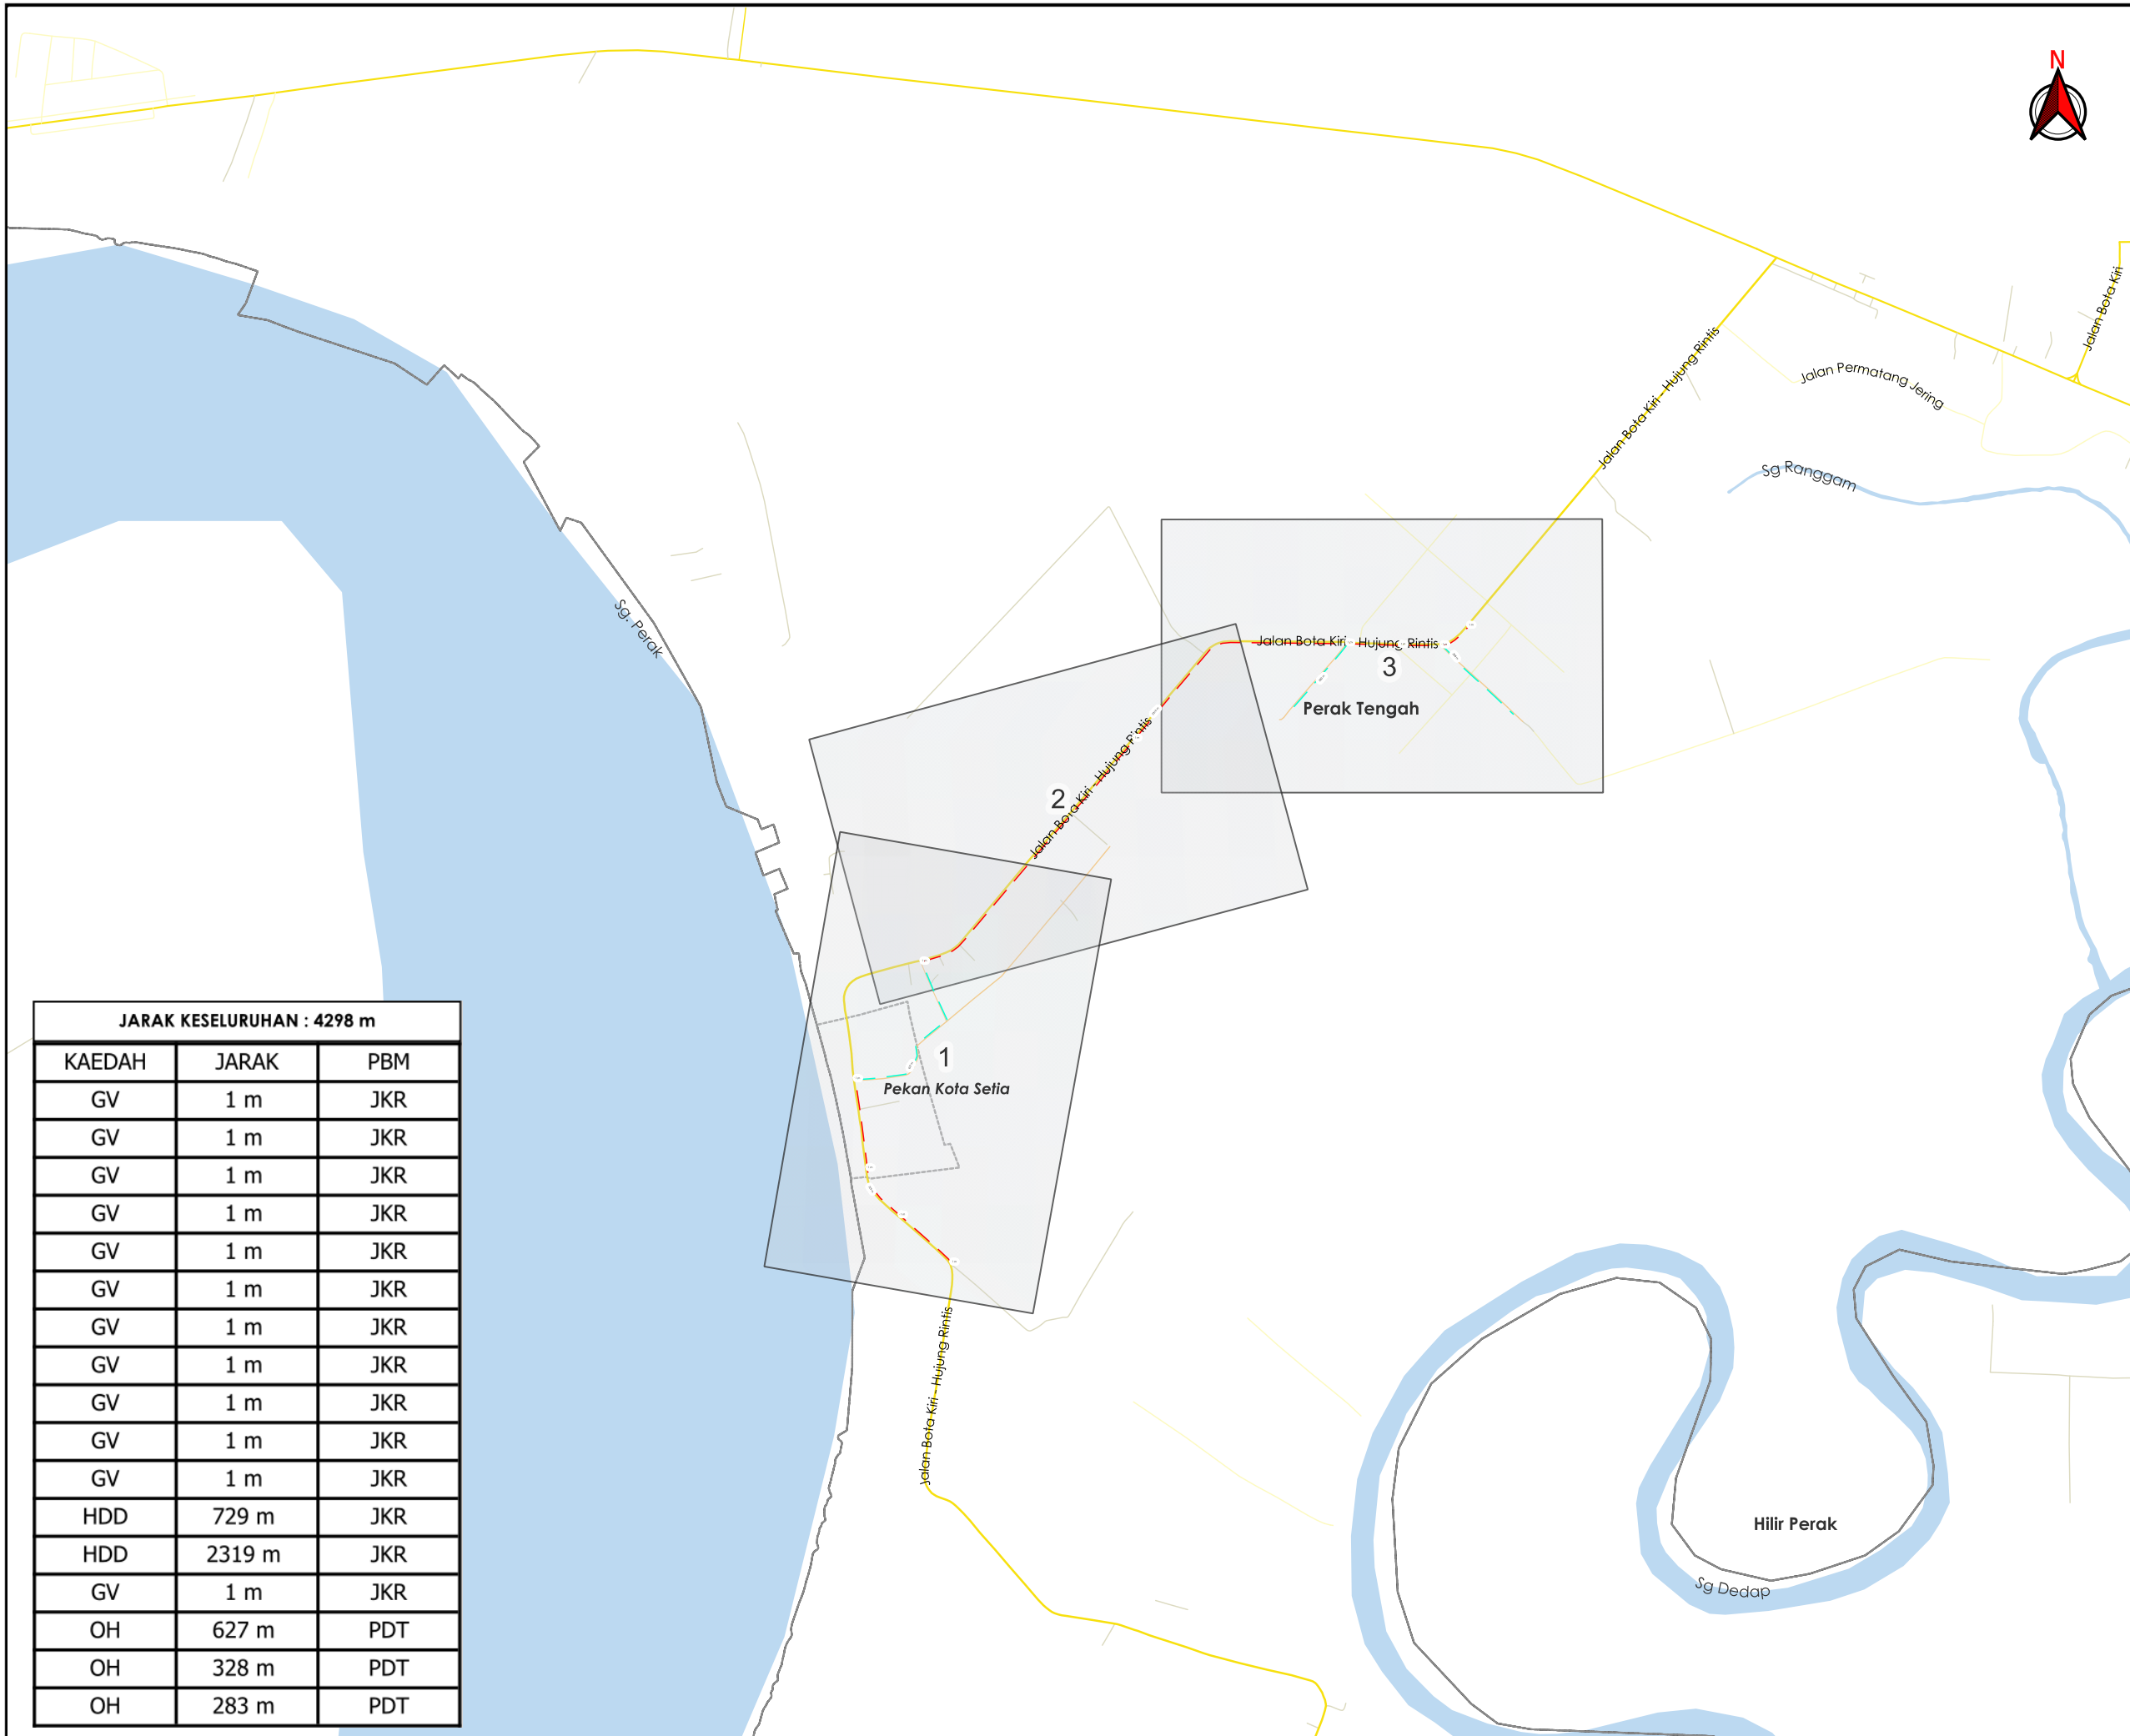 N
Jalan Bota Kiri
Jalan Bota Kiri - Hujung Rintis
Jalan Permatang Jering
Sg Ranggam
Sg. Perak
Jalan Bota Kiri - Hujung Rintis
3
Perak Tengah
Jalan Bota Kiri - Hujung Rintis
2
1
Pekan Kota Setia
Jalan Bota Kiri - Hujung Rintis
Hilir Perak
Sg Dedap
JARAK KESELURUHAN : 4298 m
KAEDAH JARAK PBM
GV 1 m JKR
GV 1 m JKR
GV 1 m JKR
GV 1 m JKR
GV 1 m JKR
GV 1 m JKR
GV 1 m JKR
GV 1 m JKR
GV 1 m JKR
GV 1 m JKR
GV 1 m JKR
HDD 729 m JKR
HDD 2319 m JKR
GV 1 m JKR
OH 627 m PDT
OH 328 m PDT
OH 283 m PDT